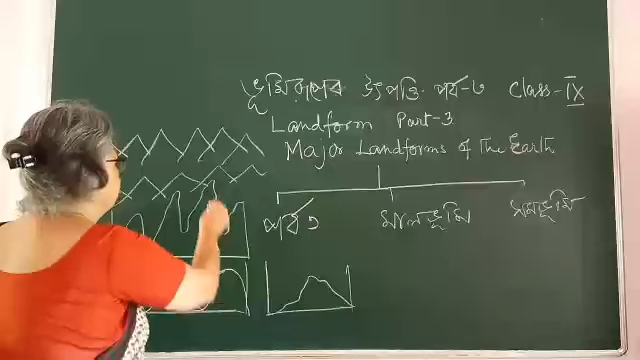 ভূমিরূপের উৎপত্তি পর্ব-৩ Class-IX
Landform Part-3
Major Landforms of The Earth
পর্বত মালভূমি সমভূমি